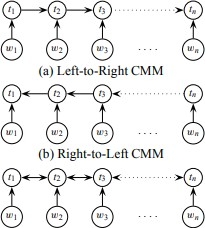 t1 t2 t3 tn
w1 w2 w3 .... wn
(a) Left-to-Right CMM
t1 t2 t3 tn
w1 w2 w3 .... wn
(b) Right-to-Left CMM
t1 t2 t3 tn
w1 w2 w3 .... wn